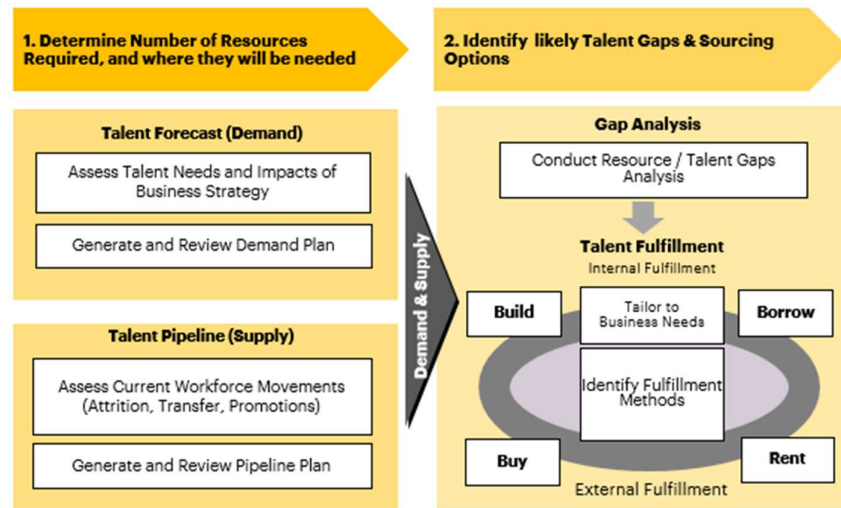 1. Determine Number of Resources
Required, and where they will be needed
2. Identify likely Talent Gaps & Sourcing
Options
Talent Forecast (Demand)
Assess Talent Needs and Impacts of
Business Strategy
Generate and Review Demand Plan
Talent Pipeline (Supply)
Assess Current Workforce Movements
(Attrition, Transfer, Promotions)
Generate and Review Pipeline Plan
Demand & Supply
Gap Analysis
Conduct Resource / Talent Gaps
Analysis
Talent Fulfillment
Internal Fulfillment
Build
Tailor to
Business Needs
Borrow
Identify Fulfillment
Methods
Buy
Rent
External Fulfillment